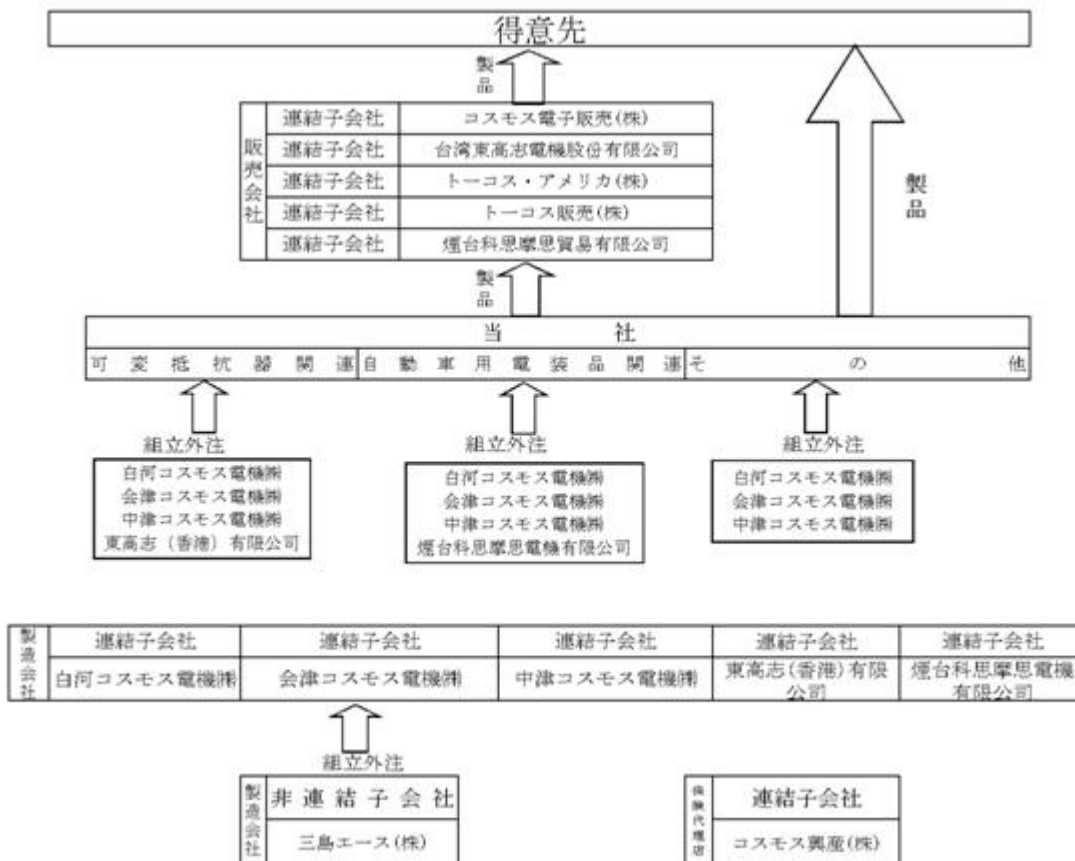 得意先
製品
販売会社
連結子会社 コスモス電子販売(株)
連結子会社 台湾東高志電機股份有限公司
連結子会社 トーコス・アメリカ(株)
連結子会社 トーコス販売(株)
連結子会社 煙台科思摩思貿易有限公司
製品
製品
当社
可変抵抗器関連 自動車用電装品関連 その他
組立外注 組立外注 組立外注
白河コスモス電機㈱
会津コスモス電機㈱
中津コスモス電機㈱
東高志(香港)有限公司
白河コスモス電機㈱
会津コスモス電機㈱
中津コスモス電機㈱
煙台科思摩思電機有限公司
白河コスモス電機㈱
会津コスモス電機㈱
中津コスモス電機㈱
製造会社
連結子会社 連結子会社 連結子会社 連結子会社 連結子会社
白河コスモス電機㈱ 会津コスモス電機㈱ 中津コスモス電機㈱ 東高志(香港)有限公司 煙台科思摩思電機有限公司
組立外注
製造会社
非連結子会社
三島エース(株)
保険代理店
連結子会社
コスモス興産(株)